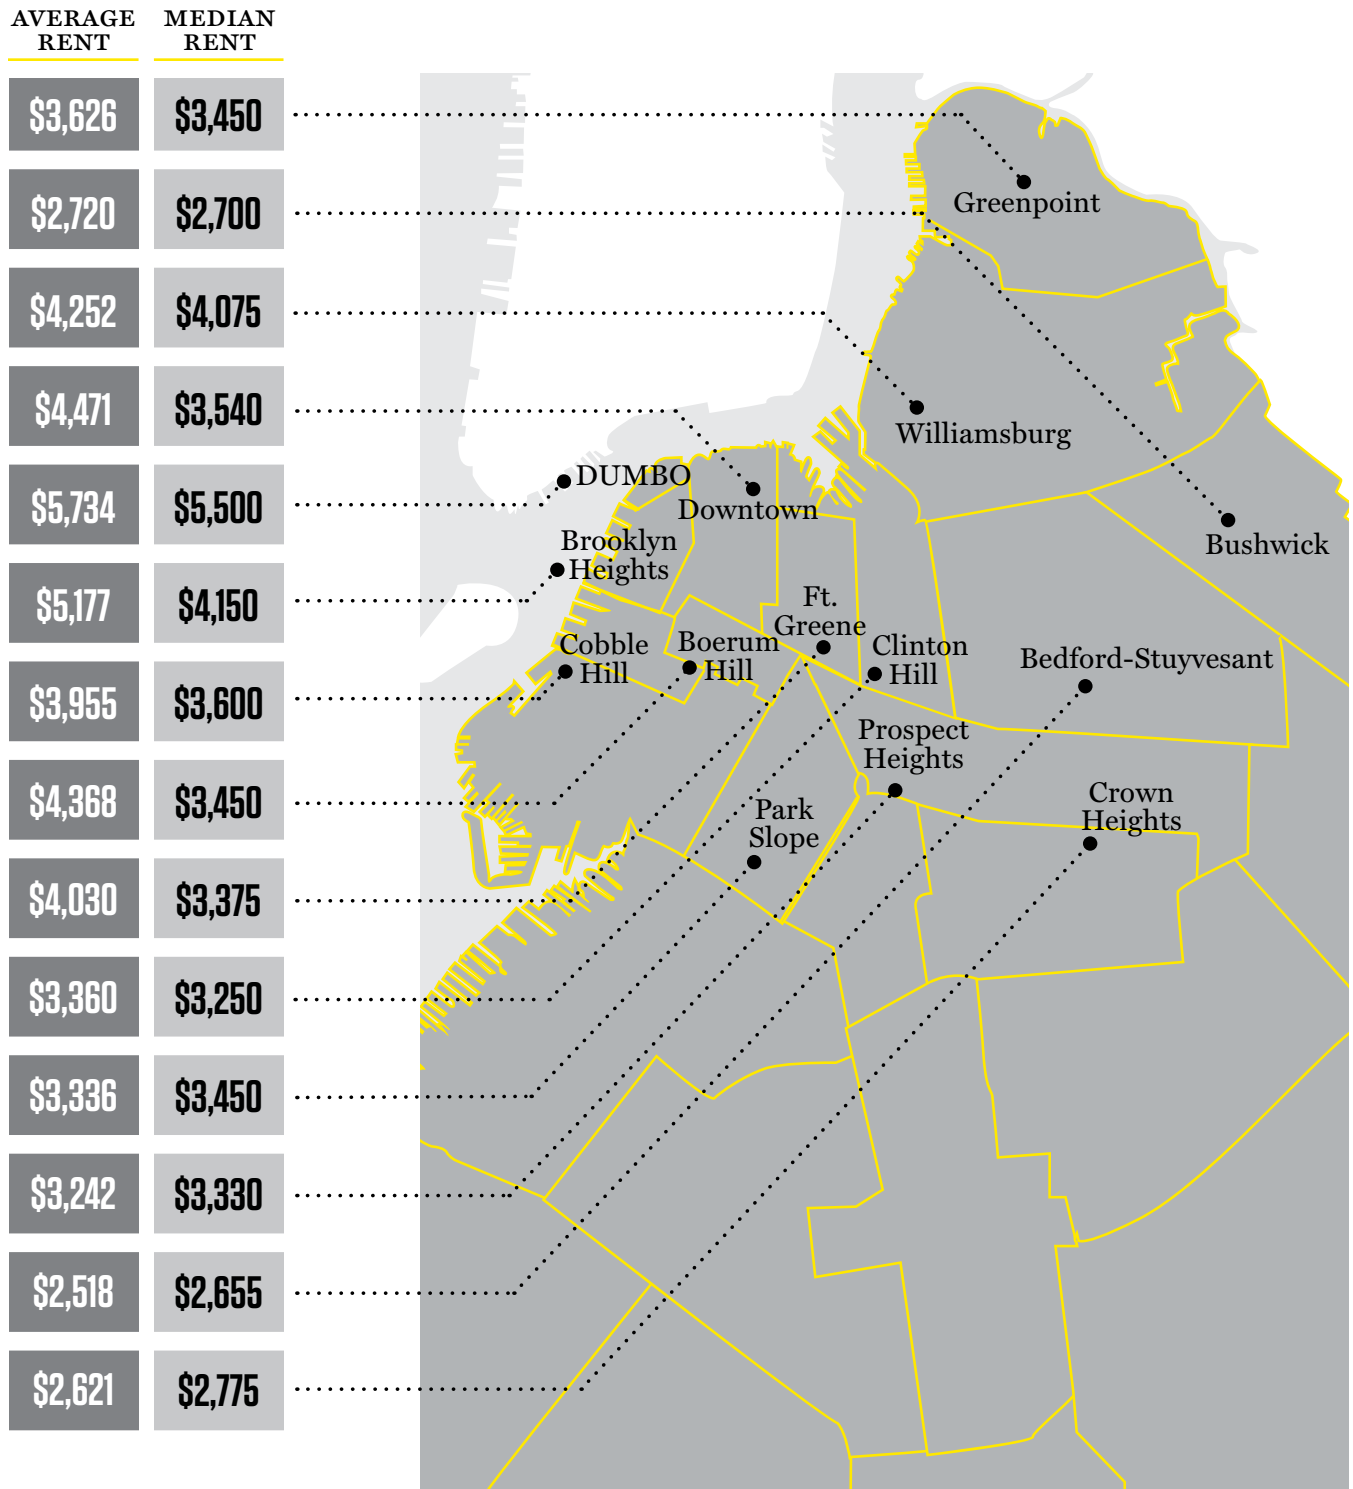 AVERAGE
RENT
MEDIAN
RENT
$3,626 $3,450
$2,720 $2,700
$4,252 $4,075
$4,471 $3,540
$5,734 $5,500
$5,177 $4,150
$3,955 $3,600
$4,368 $3,450
$4,030 $3,375
$3,360 $3,250
$3,336 $3,450
$3,242 $3,330
$2,518 $2,655
$2,621 $2,775
Greenpoint
Williamsburg
DUMBO
Downtown
Bushwick
Brooklyn
Heights
Ft.
Greene
Cobble
Hill
Boerum
Hill
Clinton
Hill
Bedford-Stuyvesant
Prospect
Heights
Park
Slope
Crown
Heights